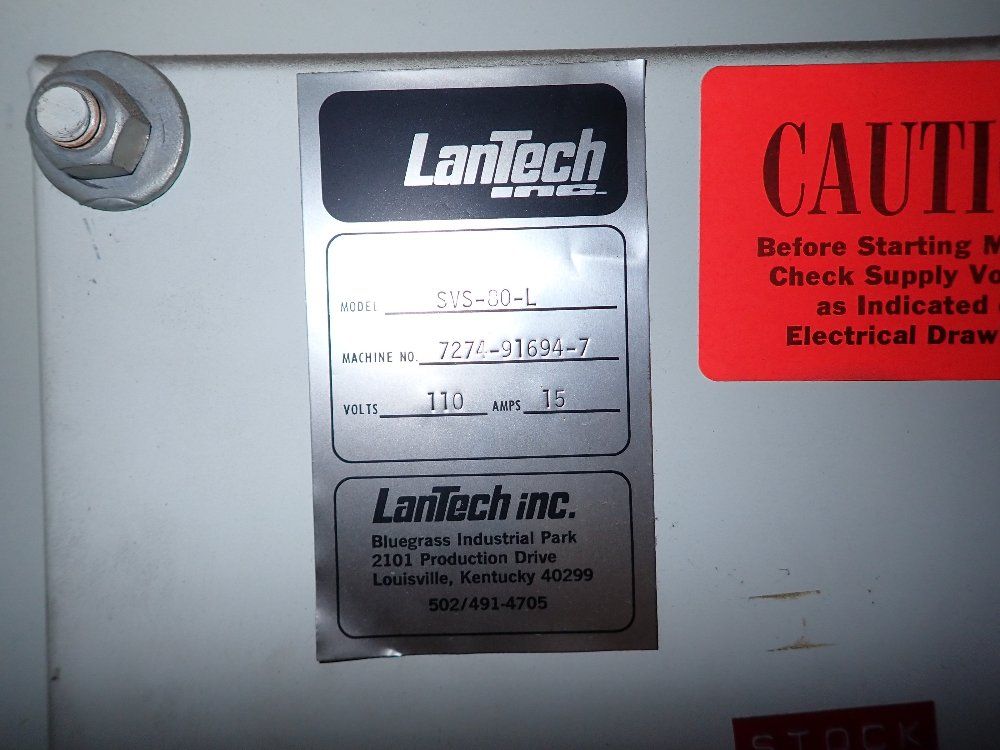 LanTech
inc.
MODEL SVS-80-L
MACHINE NO. 7274-91694-7
VOLTS 110 AMPS 15
LanTech inc.
Bluegrass Industrial Park
2101 Production Drive
Louisville, Kentucky 40299
502/491-4705
CAUTI
Before Starting M
Check Supply Vo
as Indicated
Electrical Draw
STOCK